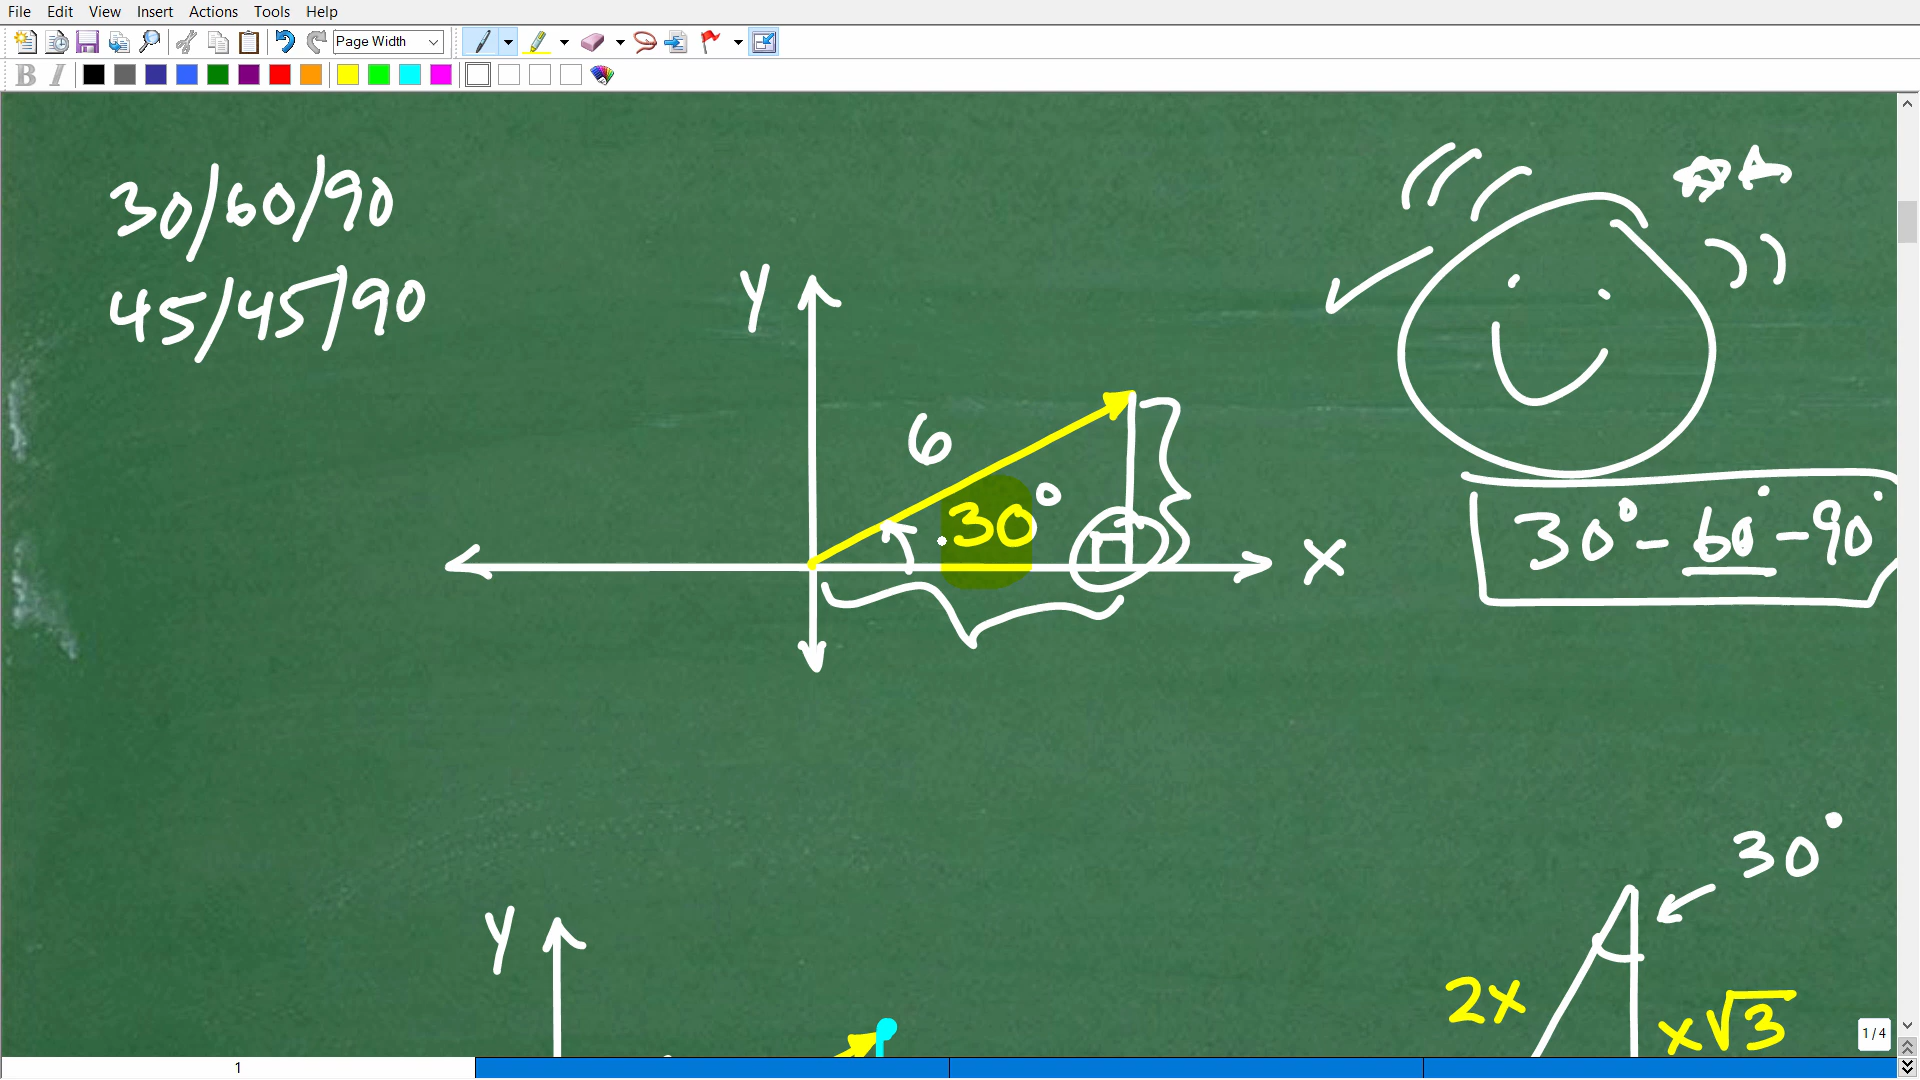 File Edit View Insert Actions Tools Help
Page Width
B I
30/60/90
45/45/90
y
6
30°
x
30°-60°-90°
30°
y
2x
x√3
1/4
1